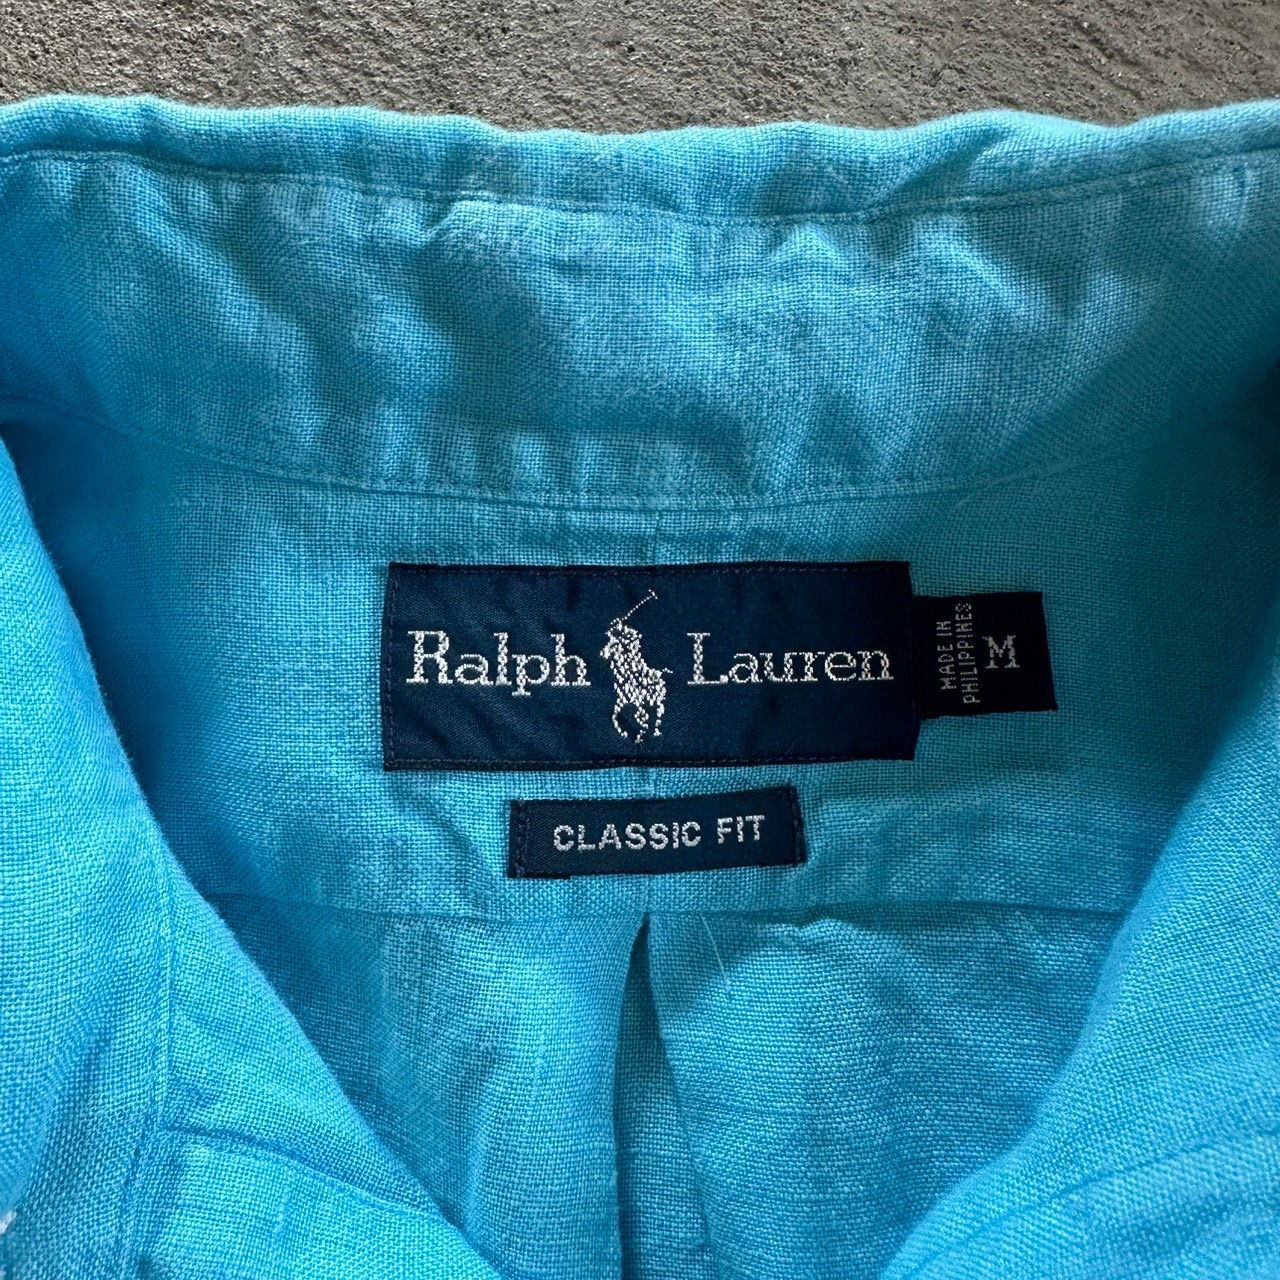 Ralph Lauren
MADE IN
PHILIPPINES
M
CLASSIC FIT